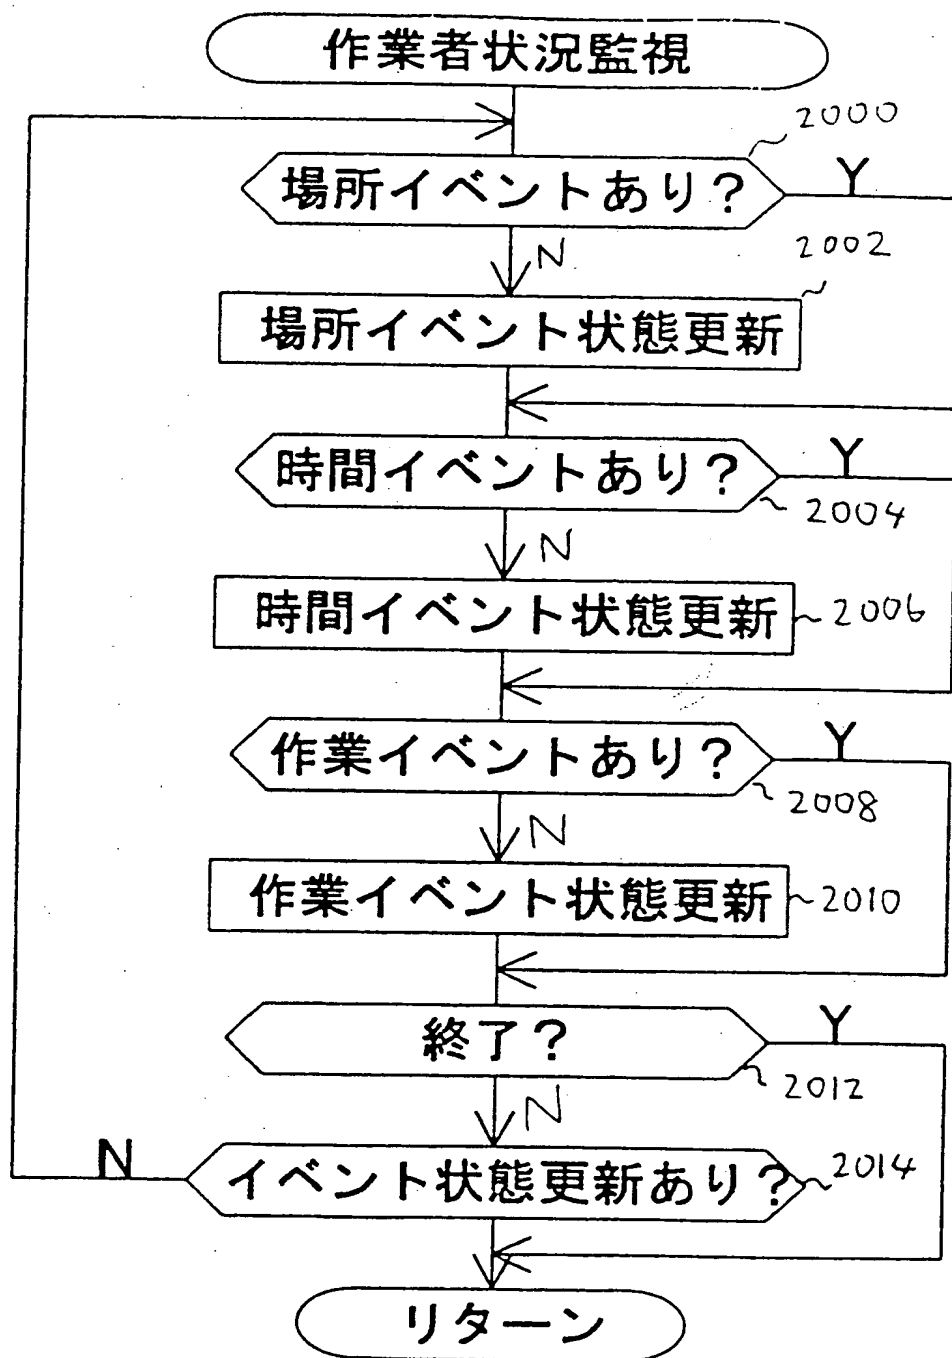 作業者状況監視
2000
場所イベントあり？
Y
N
2002
場所イベント状態更新
時間イベントあり？
Y
2004
N
時間イベント状態更新
2006
作業イベントあり？
Y
2008
N
作業イベント状態更新
2010
終了？
Y
2012
N
N
イベント状態更新あり？
2014
リターン